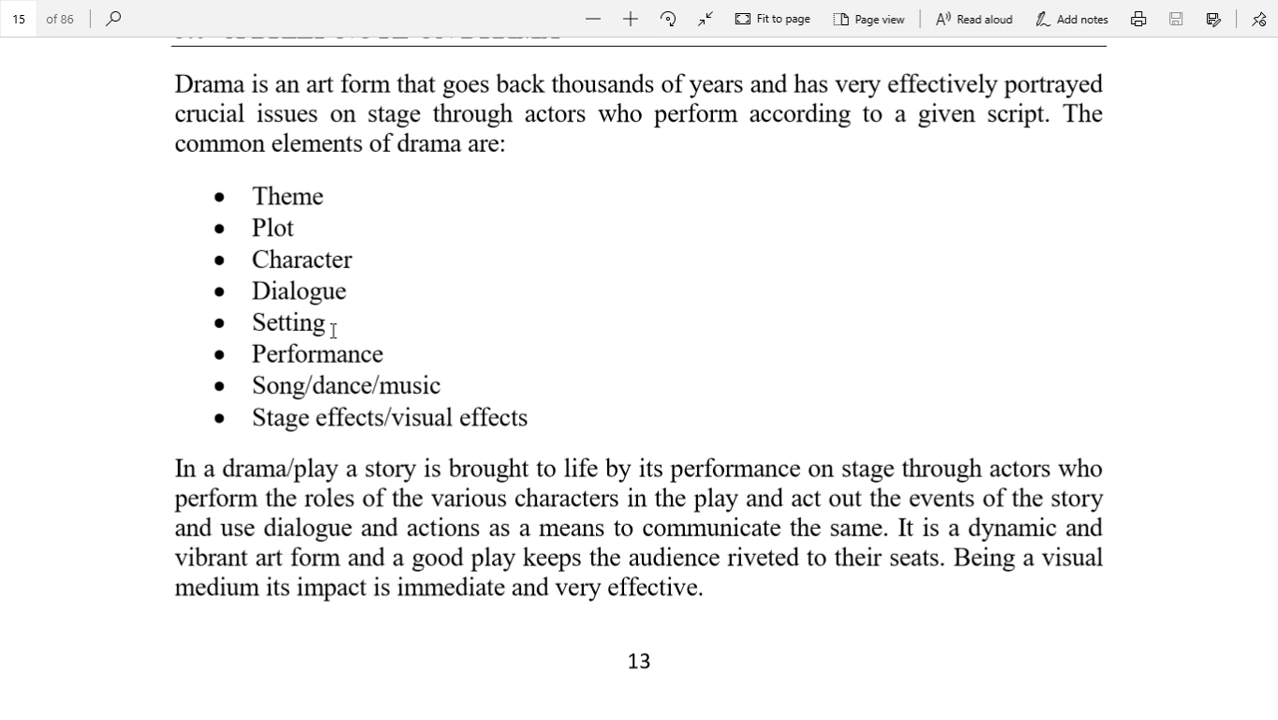 15 of 86 Fit to page Page view Read aloud Add notes
Drama is an art form that goes back thousands of years and has very effectively portrayed
crucial issues on stage through actors who perform according to a given script. The
common elements of drama are:
• Theme
• Plot
• Character
• Dialogue
• Setting
• Performance
• Song/dance/music
• Stage effects/visual effects
In a drama/play a story is brought to life by its performance on stage through actors who
perform the roles of the various characters in the play and act out the events of the story
and use dialogue and actions as a means to communicate the same. It is a dynamic and
vibrant art form and a good play keeps the audience riveted to their seats. Being a visual
medium its impact is immediate and very effective.
13